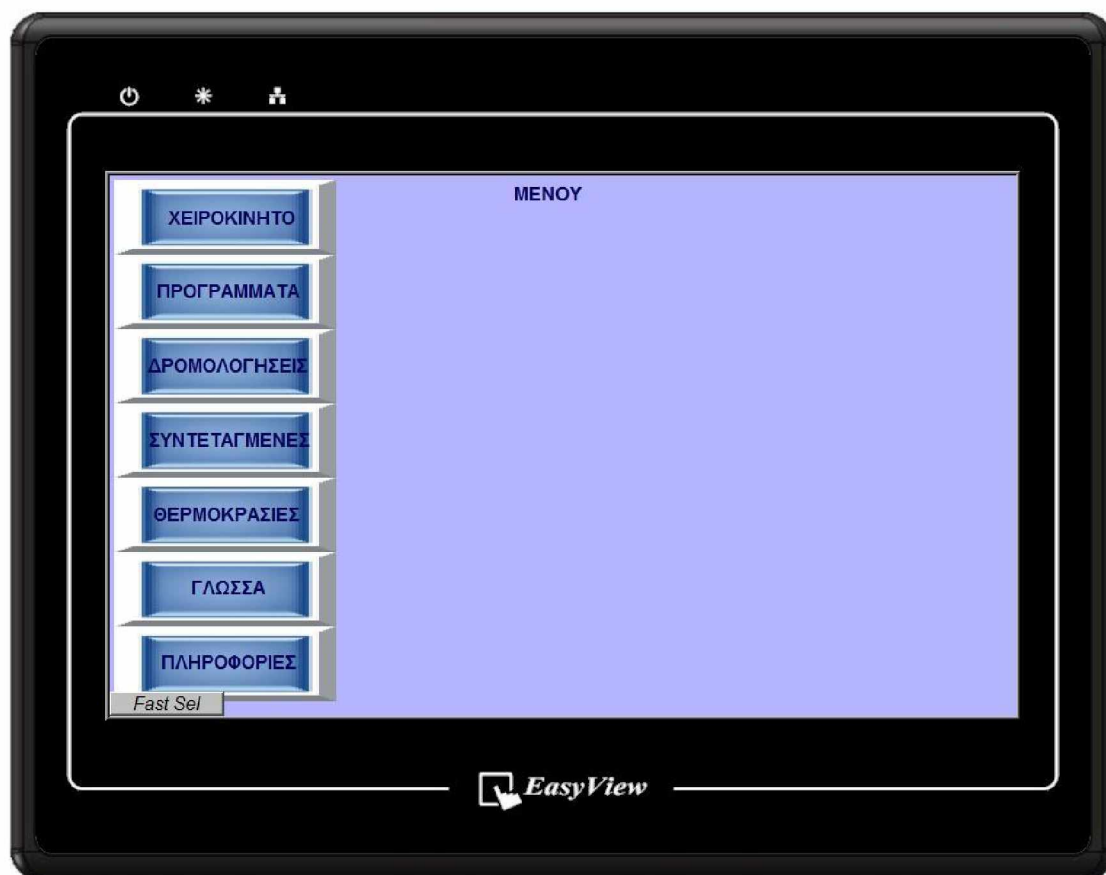 ΜΕΝΟΥ
ΧΕΙΡΟΚΙΝΗΤΟ
ΠΡΟΓΡΑΜΜΑΤΑ
ΔΡΟΜΟΛΟΓΗΣΕΙΣ
ΣΥΝΤΕΤΑΓΜΕΝΕΣ
ΘΕΡΜΟΚΡΑΣΙΕΣ
ΓΛΩΣΣΑ
ΠΛΗΡΟΦΟΡΙΕΣ
Fast Sel
EasyView